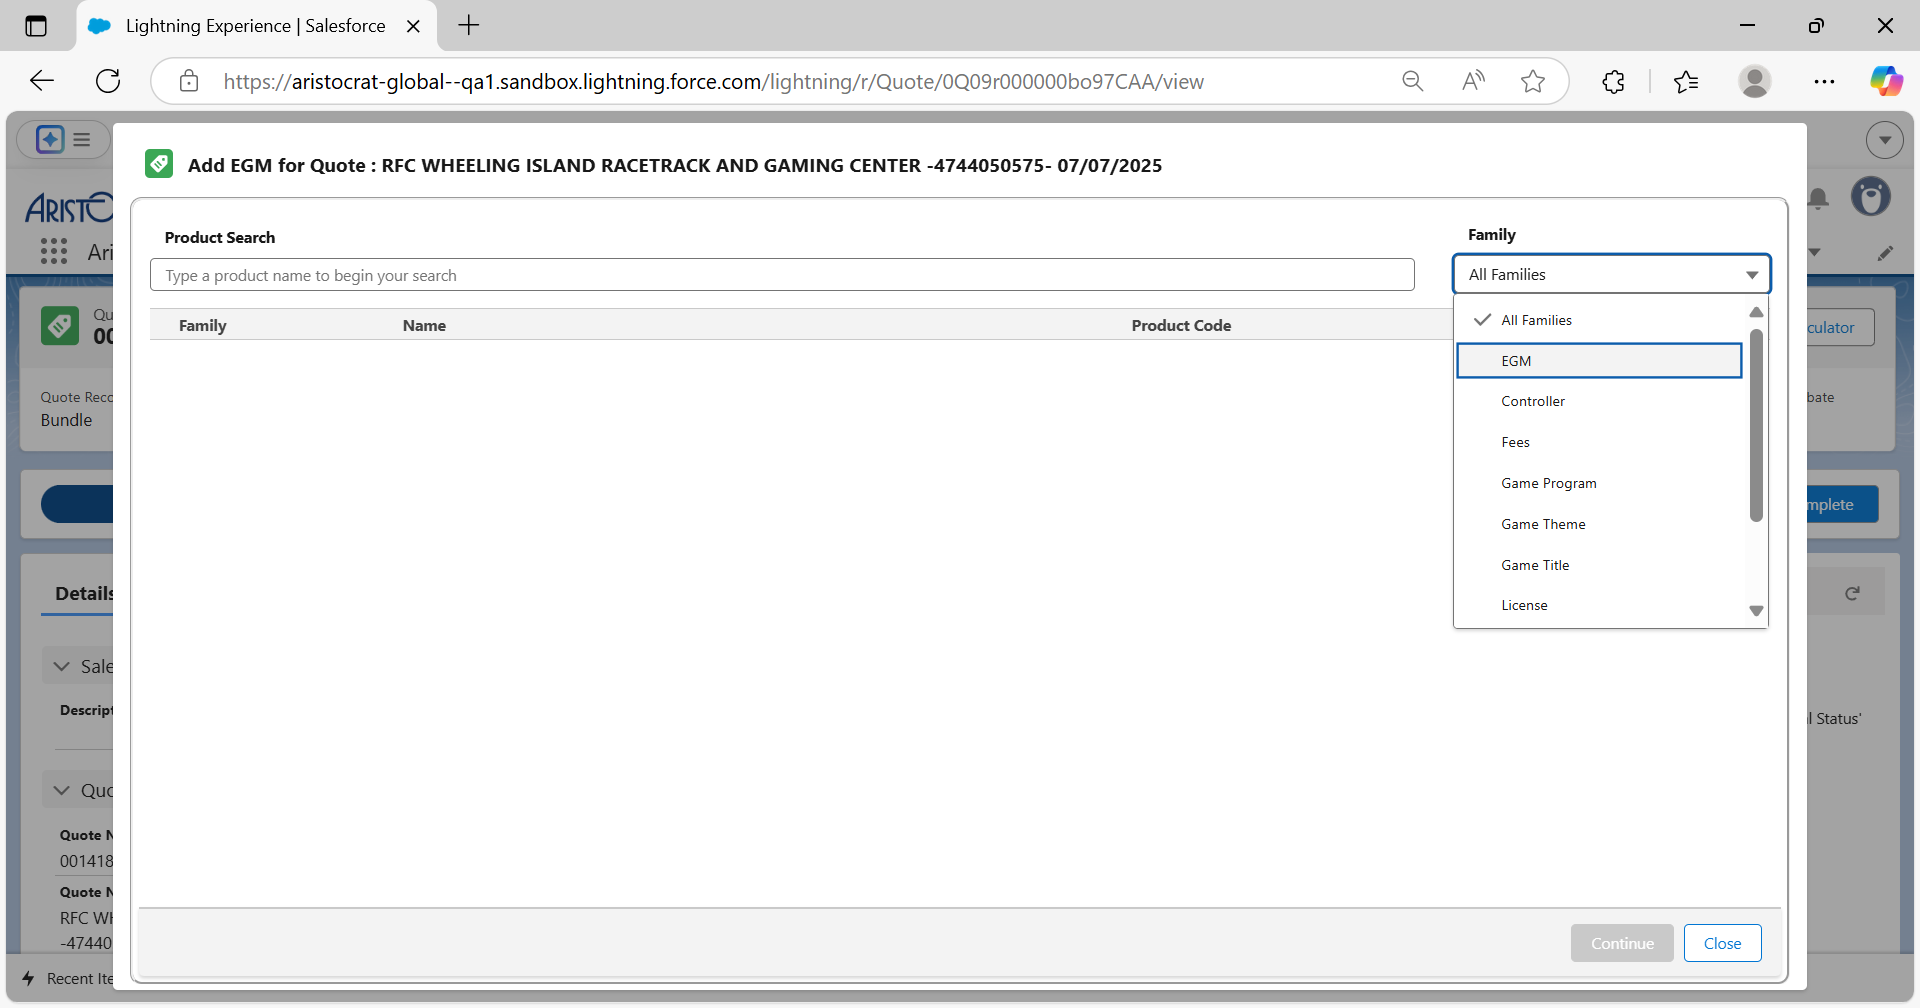 Lightning Experience | Salesforce
https://aristocrat-global--qa1.sandbox.lightning.force.com/lightning/r/Quote/0Q09r000000bo97CAA/view
Add EGM for Quote : RFC WHEELING ISLAND RACETRACK AND GAMING CENTER -4744050575- 07/07/2025
Product Search
Family
Type a product name to begin your search
All Families
Family Name Product Code
All Families
EGM
Controller
Fees
Game Program
Game Theme
Game Title
License
Continue Close
ARISTO
Ari
Qu
00
culator
Quote Reco
Bundle
bate
mplete
Details
Sale
Descript
l Status'
Quo
Quote N
001418
Quote N
RFC WH
-47440
Recent Ite